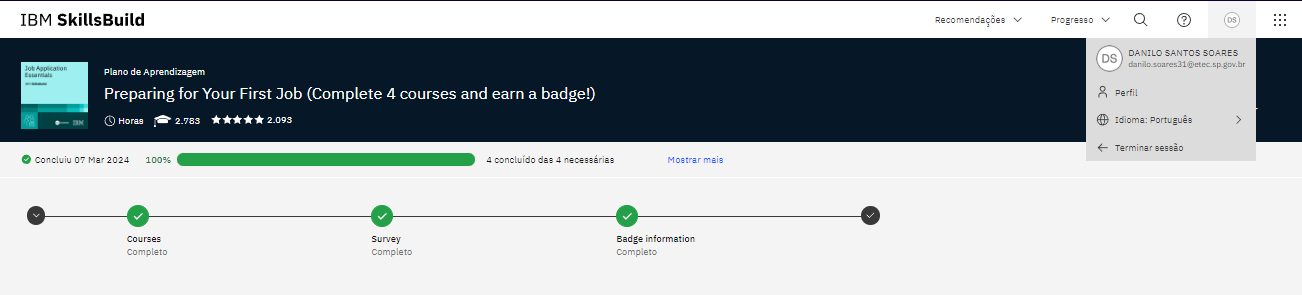 IBM SkillsBuild
Recomendações
Progresso
DS
DS
DANILO SANTOS SOARES
danilo.soares31@etec.sp.gov.br
Perfil
Idioma: Português
Terminar sessão
Job Application
Essentials
IBM
Plano de Aprendizagem
Preparing for Your First Job (Complete 4 courses and earn a badge!)
Horas 2.783 ★★★★★ 2.093
Concluiu 07 Mar 2024 100% 4 concluído das 4 necessárias Mostrar mais
Courses
Completo
Survey
Completo
Badge information
Completo